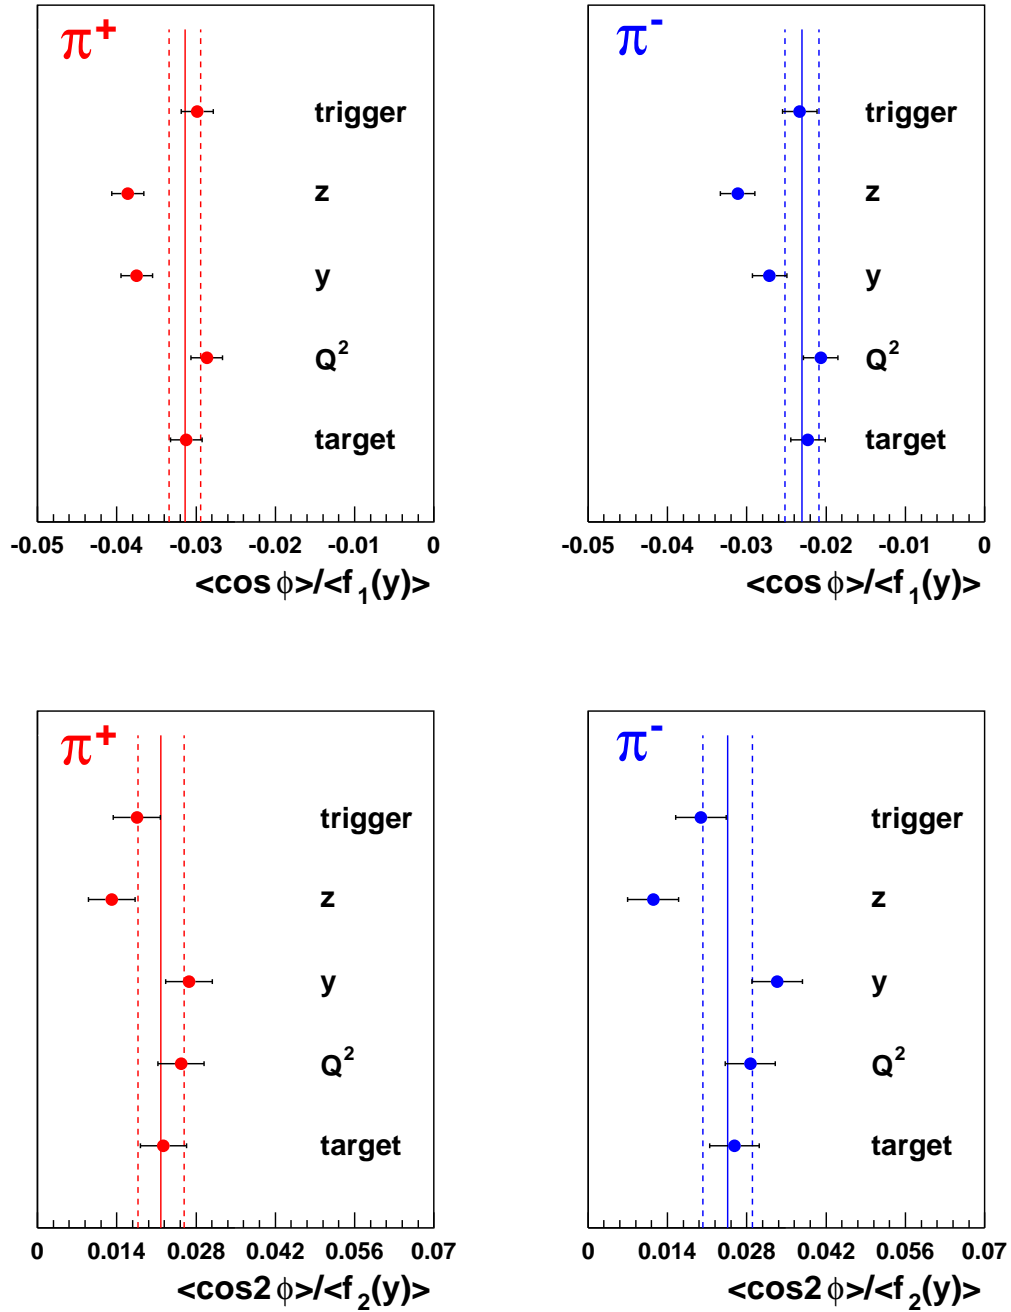 π+
trigger
z
y
Q2
target
-0.05 -0.04 -0.03 -0.02 -0.01 0
<cos ϕ>/<f1(y)>
π-
trigger
z
y
Q2
target
-0.05 -0.04 -0.03 -0.02 -0.01 0
<cos ϕ>/<f1(y)>
π+
trigger
z
y
Q2
target
0 0.014 0.028 0.042 0.056 0.07
<cos2 ϕ>/<f2(y)>
π-
trigger
z
y
Q2
target
0 0.014 0.028 0.042 0.056 0.07
<cos2 ϕ>/<f2(y)>